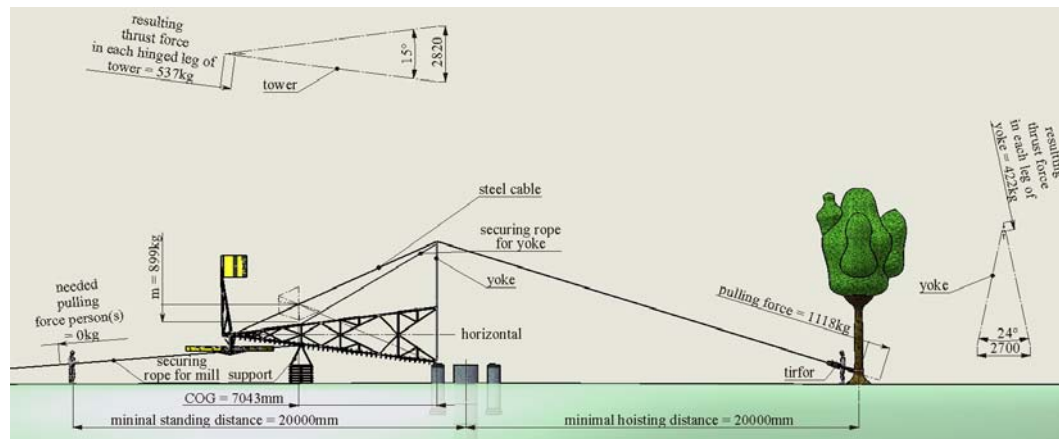 resulting
thrust force
in each hinged leg of
tower = 537kg
tower
15°
2820
resulting
thrust force
in each leg of
yoke = 422kg
steel cable
securing rope
for yoke
yoke
m = 899kg
needed
pulling
force person(s)
= 0kg
horizontal
pulling force = 1118kg
yoke
24°
2700
securing
rope for mill
support
tirfor
COG = 7043mm
minimal standing distance = 20000mm
minimal hoisting distance = 20000mm